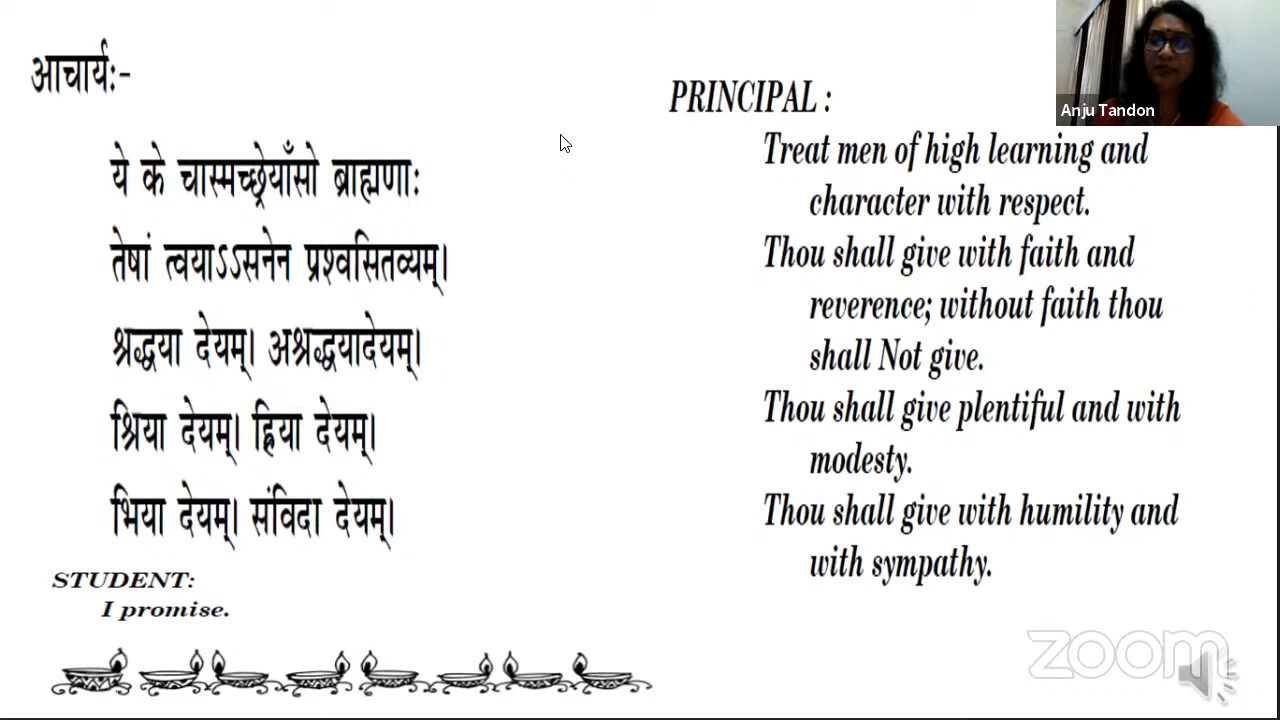 आचार्यः-
ये के चास्मच्छ्रेयाँसो ब्राह्मणाः
तेषां त्वयाऽऽसनेन प्रश्वसितव्यम्।
श्रद्धया देयम्। अश्रद्धयादेयम्।
श्रिया देयम्। ह्रिया देयम्।
भिया देयम्। संविदा देयम्।
STUDENT:
I promise.
PRINCIPAL :
Treat men of high learning and
character with respect.
Thou shall give with faith and
reverence; without faith thou
shall Not give.
Thou shall give plentiful and with
modesty.
Thou shall give with humility and
with sympathy.
Anju Tandon
zoom